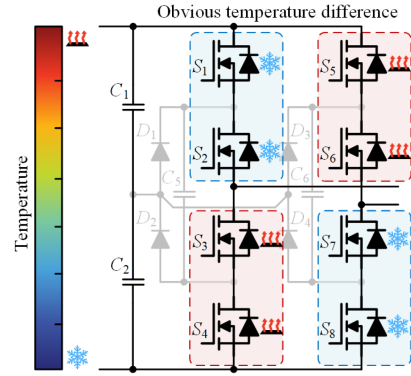 Obvious temperature difference
Temperature
C1
C2
D1
D2
C5
S1
S2
S3
S4
D3
D4
C6
S5
S6
S7
S8